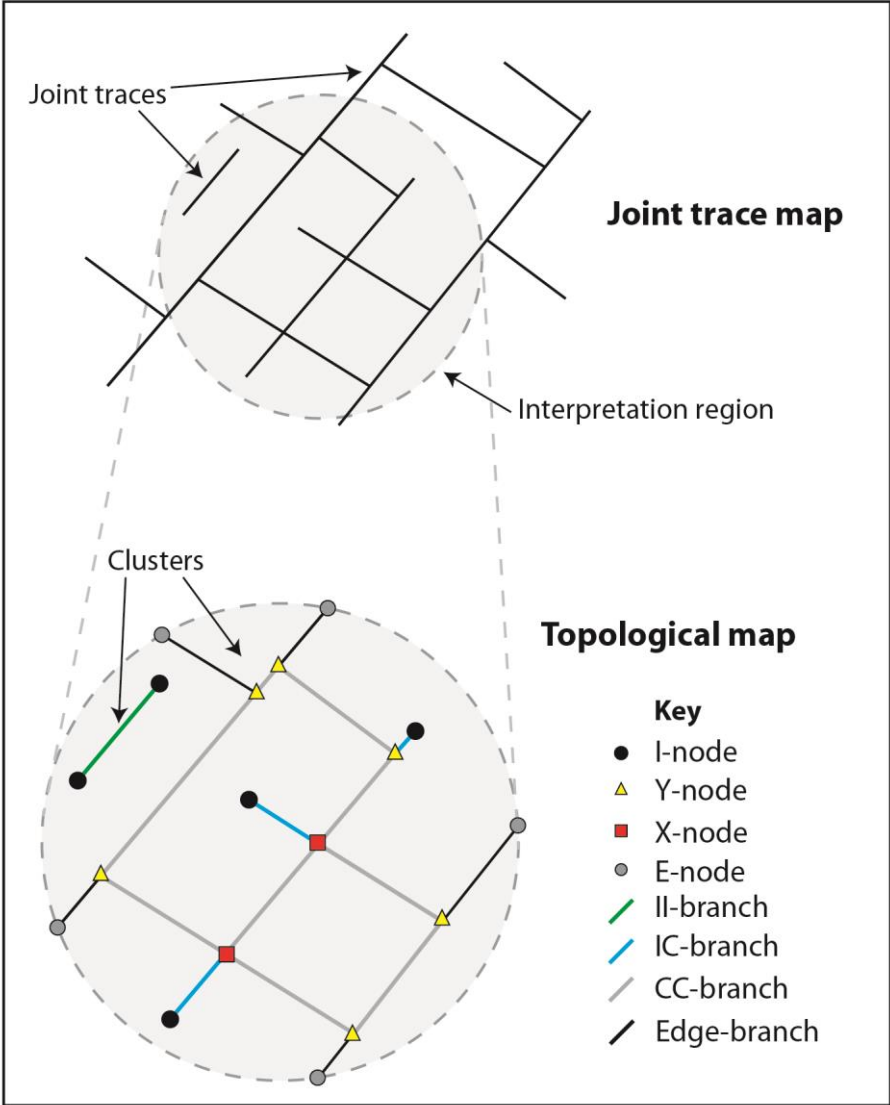 Joint traces
Joint trace map
Interpretation region
Clusters
Topological map
Key
I-node
Y-node
X-node
E-node
II-branch
IC-branch
CC-branch
Edge-branch